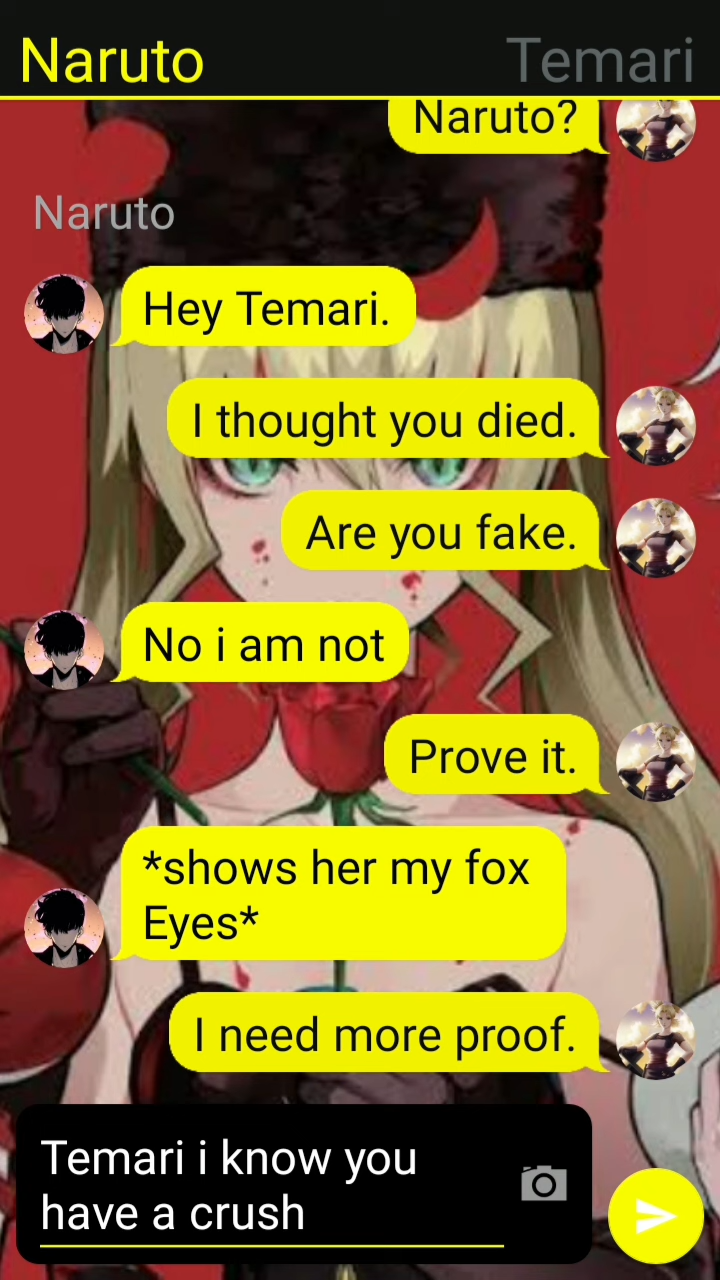 Naruto Temari
Naruto?
Naruto
Hey Temari.
I thought you died.
Are you fake.
No i am not
Prove it.
*shows her my fox
Eyes*
I need more proof.
Temari i know you
have a crush